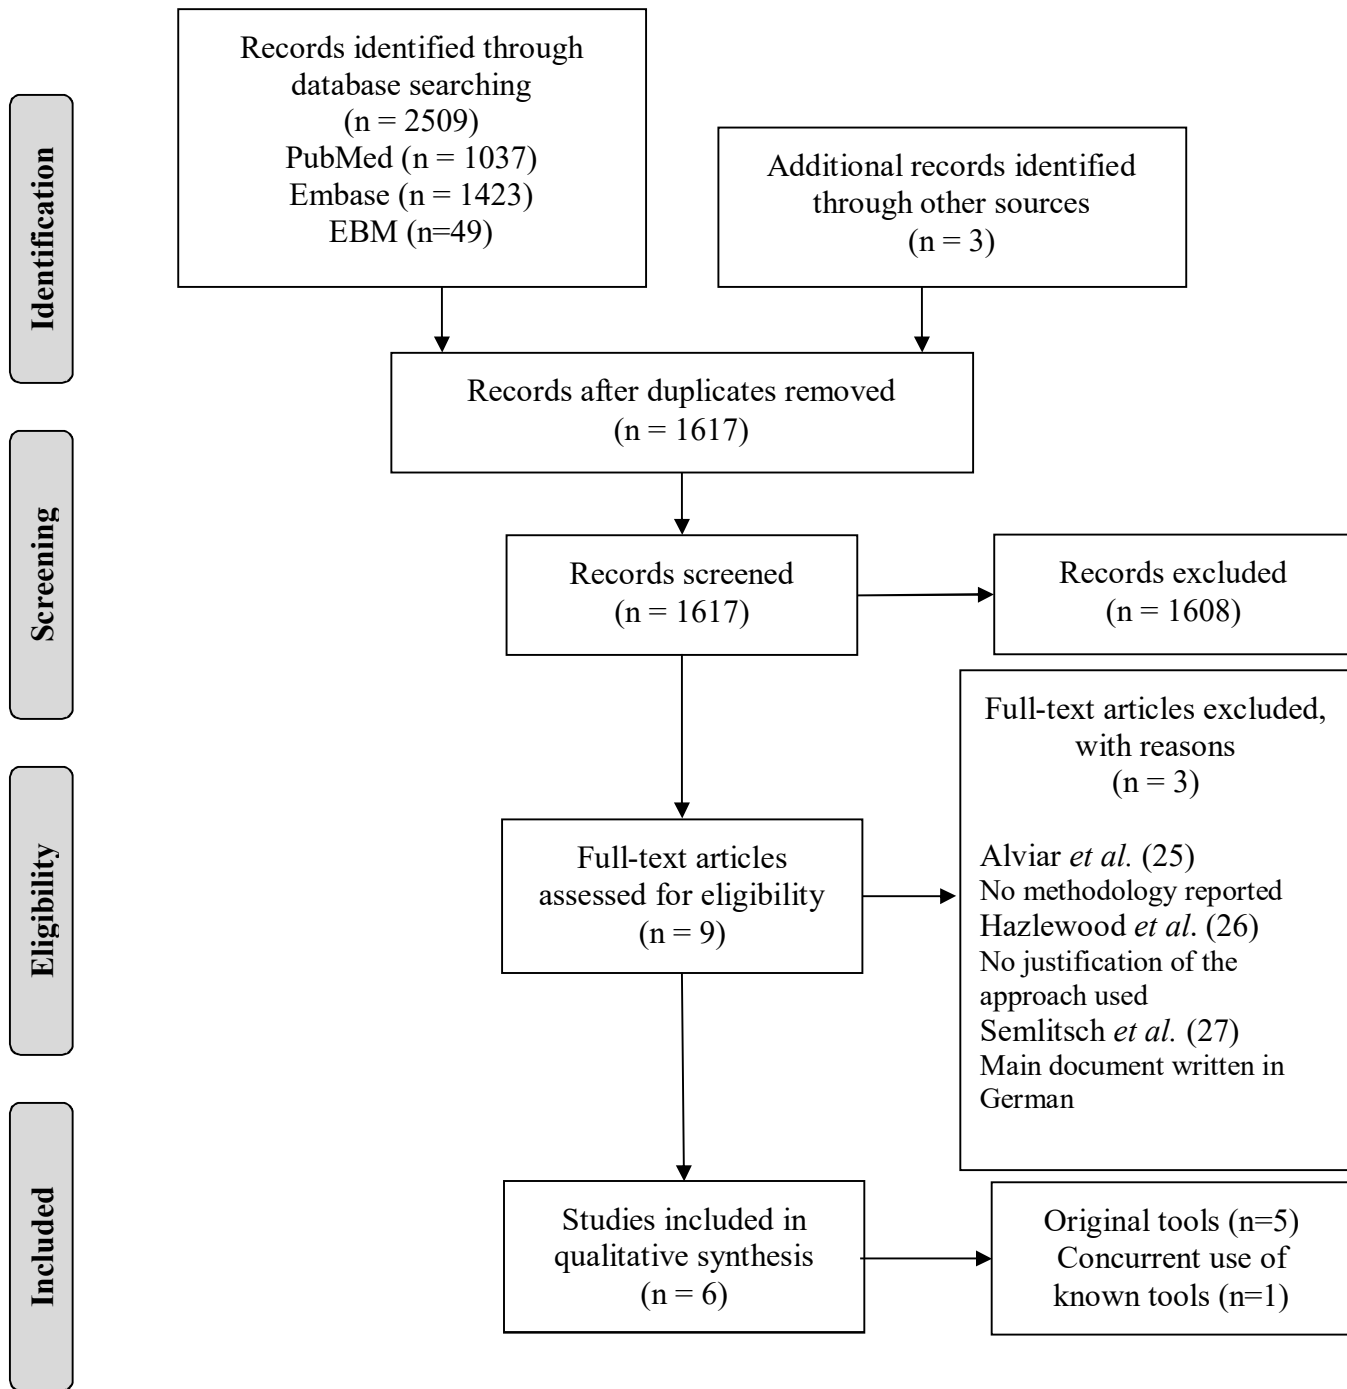 Identification
Records identified through
database searching
(n = 2509)
PubMed (n = 1037)
Embase (n = 1423)
EBM (n=49)
Additional records identified
through other sources
(n = 3)
Records after duplicates removed
(n = 1617)
Screening
Records screened
(n = 1617)
Records excluded
(n = 1608)
Eligibility
Full-text articles
assessed for eligibility
(n = 9)
Full-text articles excluded,
with reasons
(n = 3)
Alviar et al. (25)
No methodology reported
Hazlewood et al. (26)
No justification of the
approach used
Semlitsch et al. (27)
Main document written in
German
Included
Studies included in
qualitative synthesis
(n = 6)
Original tools (n=5)
Concurrent use of
known tools (n=1)